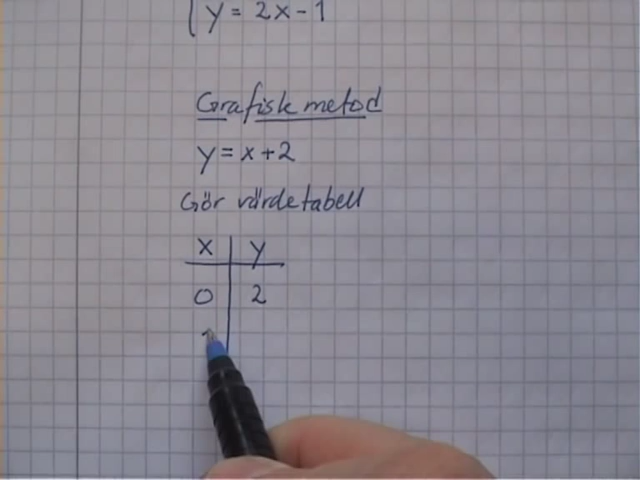 y = 2x - 1
Grafisk metod
y = x + 2
Gör värdetabell
x y
0 2